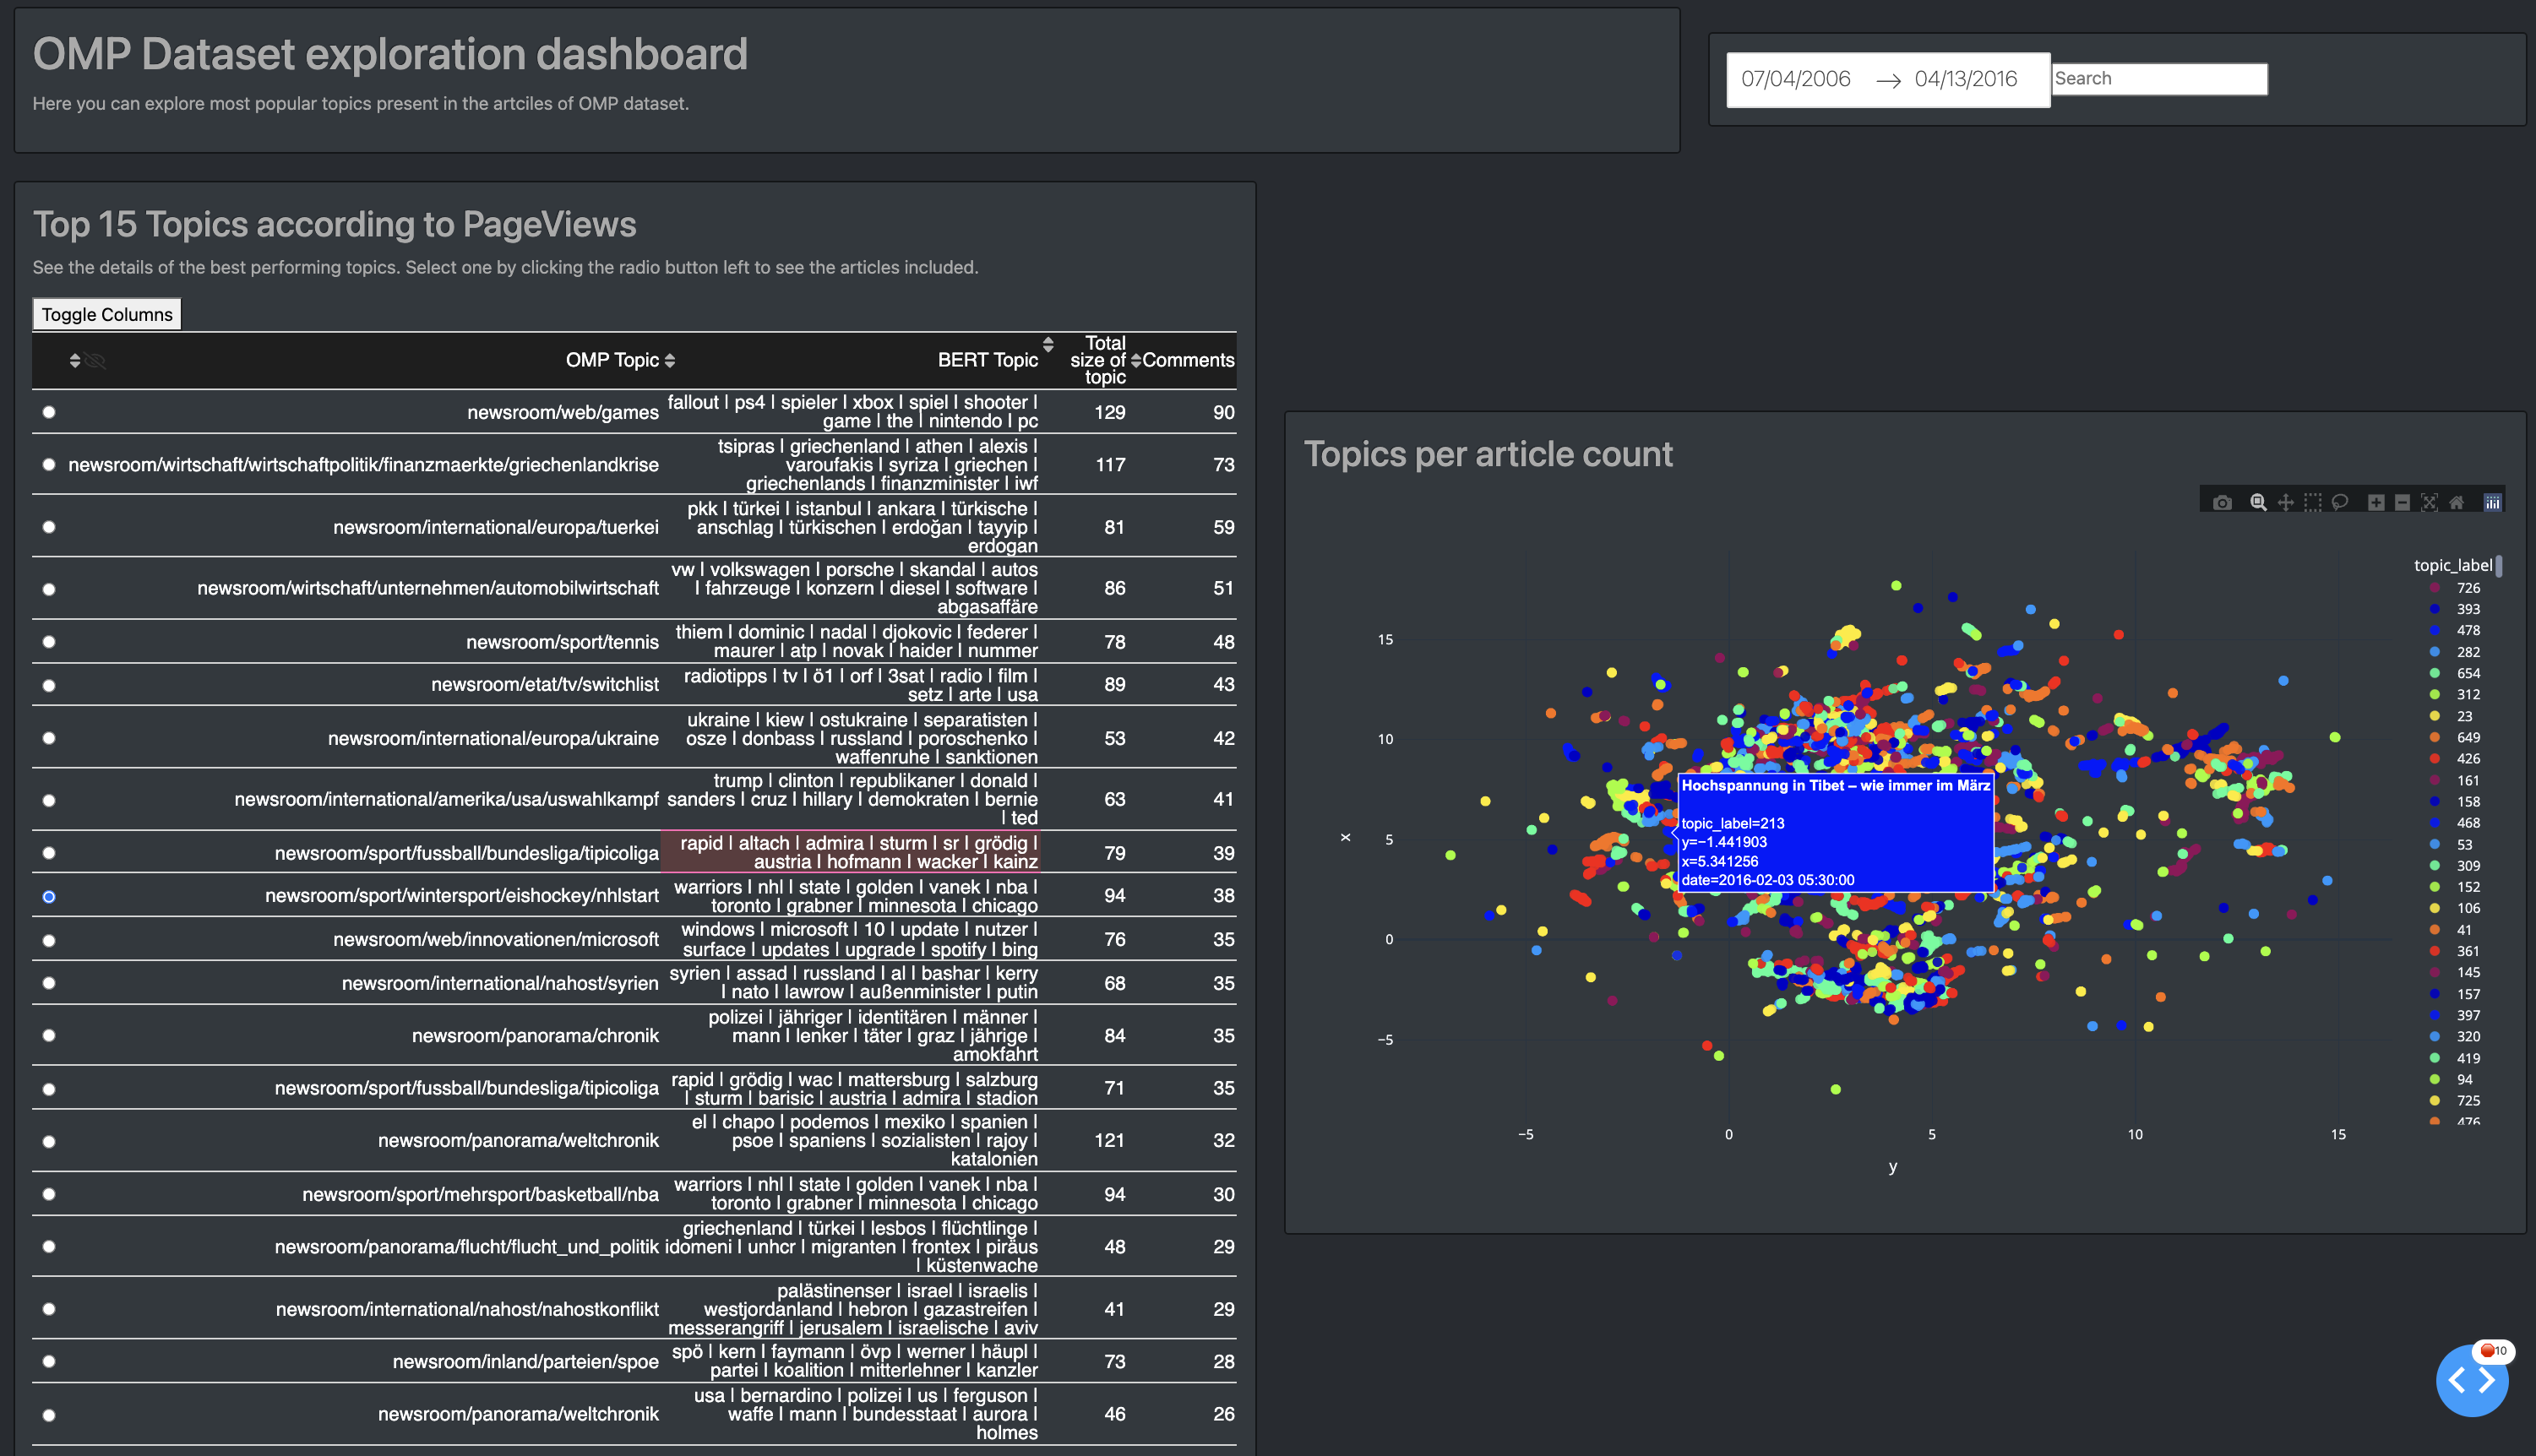 OMP Dataset exploration dashboard
Here you can explore most popular topics present in the artciles of OMP dataset.
07/04/2006 → 04/13/2016
Search
Top 15 Topics according to PageViews
See the details of the best performing topics. Select one by clicking the radio button left to see the articles included.
Toggle Columns
OMP Topic
BERT Topic
Total
size of
topic
Comments
newsroom/web/games
fallout | ps4 | spieler | xbox | spiel | shooter |
game | the | nintendo | pc
129
90
newsroom/wirtschaft/wirtschaftpolitik/finanzmaerkte/griechenlandkrise
tsipras | griechenland | athen | alexis |
varoufakis | syriza | griechen |
griechenlands | finanzminister | iwf
117
73
newsroom/international/europa/tuerkei
pkk | türkei | istanbul | ankara | türkische |
anschlag | türkischen | erdoğan | tayyip |
erdogan
81
59
newsroom/wirtschaft/unternehmen/automobilwirtschaft
vw | volkswagen | porsche | skandal | autos
| fahrzeuge | konzern | diesel | software |
abgasaffäre
86
51
newsroom/sport/tennis
thiem | dominic | nadal | djokovic | federer |
maurer | atp | novak | haider | nummer
78
48
newsroom/etat/tv/switchlist
radiotipps | tv | ö1 | orf | 3sat | radio | film |
setz | arte | usa
89
43
newsroom/international/europa/ukraine
ukraine | kiew | ostukraine | separatisten |
osze | donbass | russland | poroschenko |
waffenruhe | sanktionen
53
42
newsroom/international/amerika/usa/uswahlkampf
trump | clinton | republikaner | donald |
sanders | cruz | hillary | demokraten | bernie
| ted
63
41
newsroom/sport/fussball/bundesliga/tipicoliga
rapid | altach | admira | sturm | sr | grödig |
austria | hofmann | wacker | kainz
79
39
newsroom/sport/wintersport/eishockey/nhlstart
warriors | nhl | state | golden | vanek | nba |
toronto | grabner | minnesota | chicago
94
38
newsroom/web/innovationen/microsoft
windows | microsoft | 10 | update | nutzer |
surface | updates | upgrade | spotify | bing
76
35
newsroom/international/nahost/syrien
syrien | assad | russland | al | bashar | kerry
| nato | lawrow | außenminister | putin
68
35
newsroom/panorama/chronik
polizei | jähriger | identitären | männer |
mann | lenker | täter | graz | jährige |
amokfahrt
84
35
newsroom/sport/fussball/bundesliga/tipicoliga
rapid | grödig | wac | mattersburg | salzburg
| sturm | barisic | austria | admira | stadion
71
35
newsroom/panorama/weltchronik
el | chapo | podemos | mexiko | spanien |
psoe | spaniens | sozialisten | rajoy |
katalonien
121
32
newsroom/sport/mehrsport/basketball/nba
warriors | nhl | state | golden | vanek | nba |
toronto | grabner | minnesota | chicago
94
30
newsroom/panorama/flucht/flucht_und_politik
griechenland | türkei | lesbos | flüchtlinge |
idomeni | unhcr | migranten | frontex | piräus
| küstenwache
48
29
newsroom/international/nahost/nahostkonflikt
palästinenser | israel | israelis |
westjordanland | hebron | gazastreifen |
messerangriff | jerusalem | israelische | aviv
41
29
newsroom/inland/parteien/spoe
spö | kern | faymann | övp | werner | häupl |
partei | koalition | mitterlehner | kanzler
73
28
newsroom/panorama/weltchronik
usa | bernardino | polizei | us | ferguson |
waffe | mann | bundesstaat | aurora |
holmes
46
26
Topics per article count
15
10
5
0
−5
x
−5
0
5
10
15
y
Hochspannung in Tibet – wie immer im März
topic_label=213
y=−1.441903
x=5.341256
date=2016-02-03 05:30:00
topic_label
726
393
478
282
654
312
23
649
426
161
158
468
53
309
152
106
41
361
145
157
397
320
419
94
725
476
10